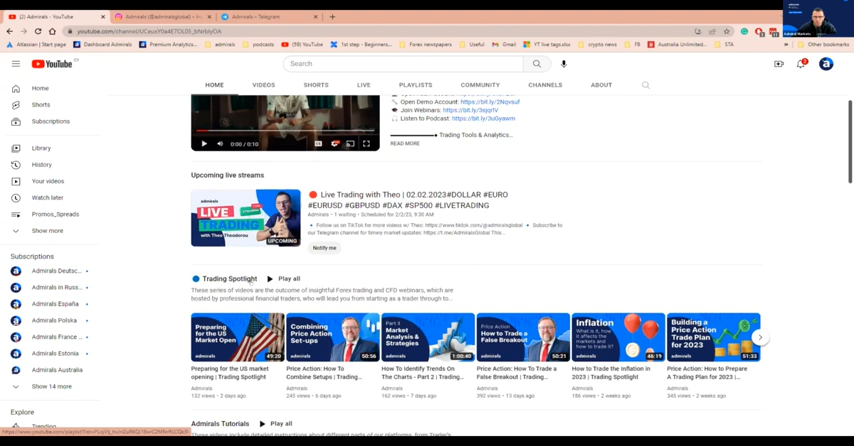 (2) Admirals - YouTube
Admirals (@admiralsglobal) •
Admirals – Telegram
youtube.com/channel/
Atlassian | Start page
Dashboard Admirals
Premium Analytics...
admirals
podcasts
(59) YouTube
1st step - Beginners...
Forex newspapers
Useful
Gmail
YT live tags.xlsx
crypto news
FB
Australia Unlimited...
STA
Other bookmarks
YouTube
Search
2
HOME
VIDEOS
SHORTS
LIVE
PLAYLISTS
COMMUNITY
CHANNELS
ABOUT
Home
Shorts
Subscriptions
Library
History
Your videos
Watch later
Promos_Spreads
Show more
Subscriptions
Admirals Deutsc...
Admirals in Russ...
Admirals España
Admirals Polska
Admirals France ...
Admirals Estonia
Admirals Australia
Show 14 more
Explore
Trending
0:00 / 0:10
Open Demo Account: https://bit.ly/2Nqvsuf
Join Webinars: https://bit.ly/3sjqrlV
Listen to Podcast: https://bit.ly/3uGyawm
Trading Tools & Analytics...
READ MORE
Upcoming live streams
admirals
LIVE
TRADING
with Theo Theodorou
UPCOMING
Live Trading with Theo | 02.02.2023#DOLLAR #EURO
#EURUSD #GBPUSD #DAX #SP500 #LIVETRADING
Admirals • 1 waiting • Scheduled for 2/2/23, 9:30 AM
Follow us on TikTok for more videos w/ Theo: https://www.tiktok.com/@admiralsglobal Subscribe to
our Telegram channel for timely market updates: https://t.me/AdmiralsGlobal This...
Notify me
Trading Spotlight
Play all
These series of videos are the outcome of insightful Forex trading and CFD webinars, which are
hosted by professional financial traders, who will lead you from starting as a trader through to...
Preparing
for the US
Market Open
admirals
49:20
Preparing for the US market
opening | Trading Spotlight
Admirals
132 views • 2 days ago
Combining
Price Action
Set-ups
admirals
50:56
Price Action: How To
Combine Setups | Trading...
Admirals
245 views • 6 days ago
Part 2
Market
Analysis &
Strategies
admirals
1:00:40
How To Identify Trends On
The Charts - Part 2 | Trading...
Admirals
162 views • 7 days ago
Price Action:
How to Trade a
False Breakout
admirals
50:21
Price Action: How To Trade a
False Breakout | Trading...
Admirals
392 views • 13 days ago
Inflation
What is it, how
it affects the
markets and
how to trade it?
admirals
46:19
How to Trade the Inflation in
2023 | Trading Spotlight
Admirals
186 views • 2 weeks ago
Building a
Price Action
Trade Plan
for 2023
admirals
51:33
Price Action: How to Prepare
A Trading Plan for 2023 |...
Admirals
345 views • 2 weeks ago
Admirals Tutorials
Play all